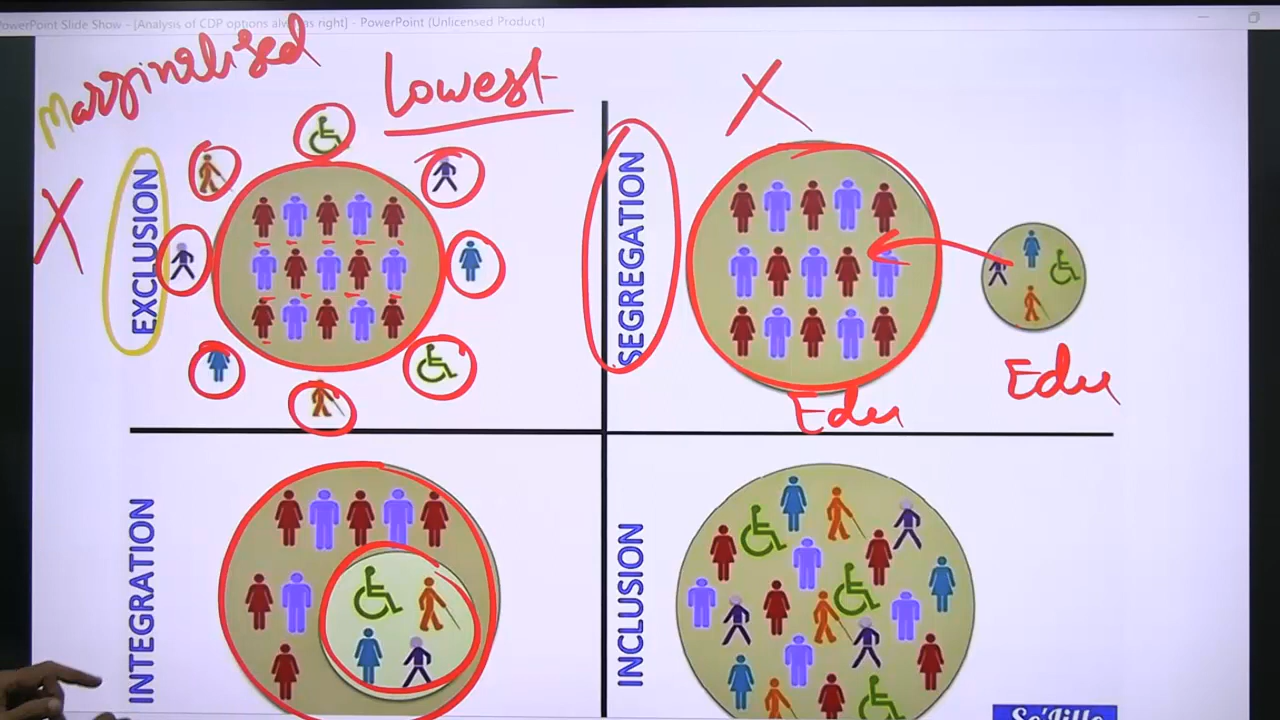 PowerPoint Slide Show - [Analysis of CDP options always right] - PowerPoint (Unlicensed Product)
Marginalised
Lowest
X
X
EXCLUSION
SEGREGATION
Edu
Edu
INTEGRATION
INCLUSION